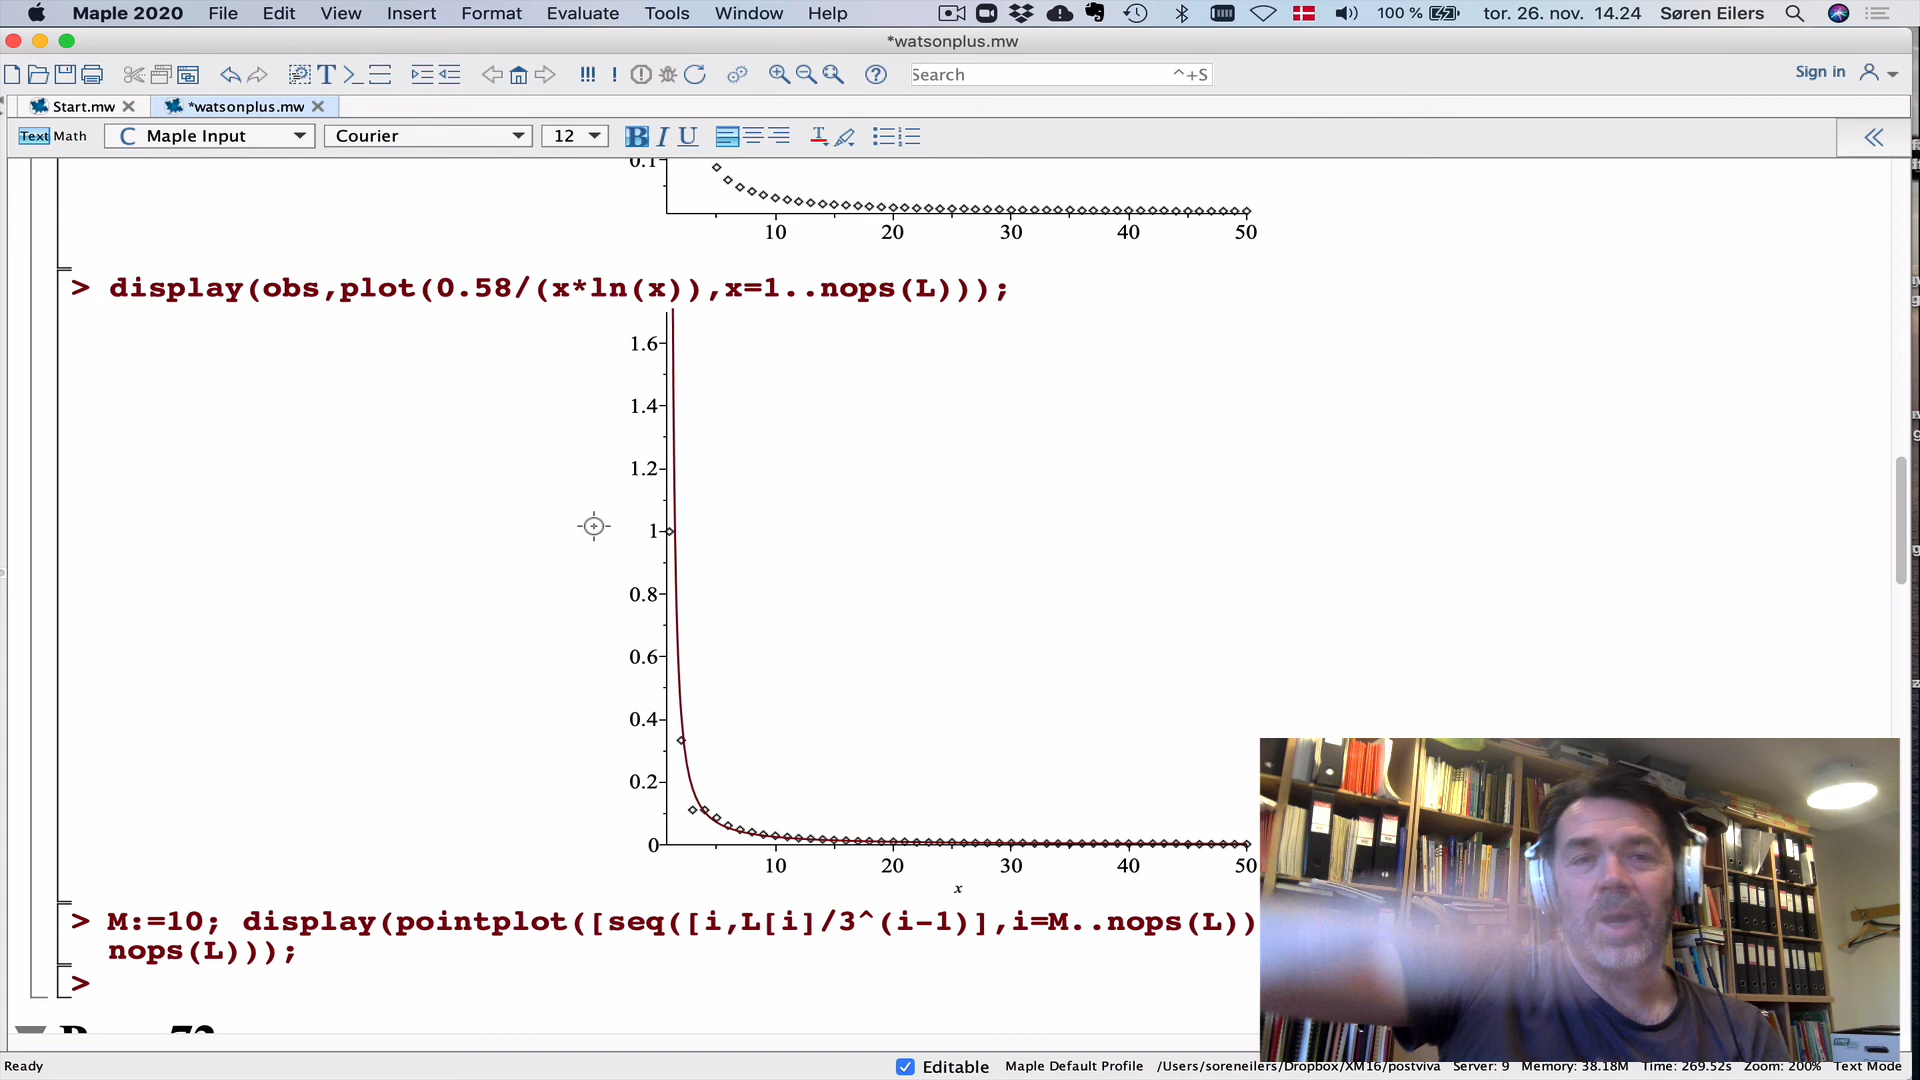 Maple 2020 File Edit View Insert Format Evaluate Tools Window Help 100 % tor. 26. nov. 14.24 Søren Eilers
*watsonplus.mw
Search ^+S Sign in
Start.mw *watsonplus.mw
Text Math C Maple Input Courier 12 B I U
0.1
10 20 30 40 50
> display(obs,plot(0.58/(x*ln(x)),x=1..nops(L)));
1.6
1.4
1.2
1
0.8
0.6
0.4
0.2
0
10 20 30 40 50
x
> M:=10; display(pointplot([seq([i,L[i]/3^(i-1)],i=M..nops(L))
nops(L)));
>
Ready Editable Maple Default Profile /Users/soreneilers/Dropbox/XM16/postviva Server: 9 Memory: 38.18M Time: 269.52s Zoom: 200% Text Mode